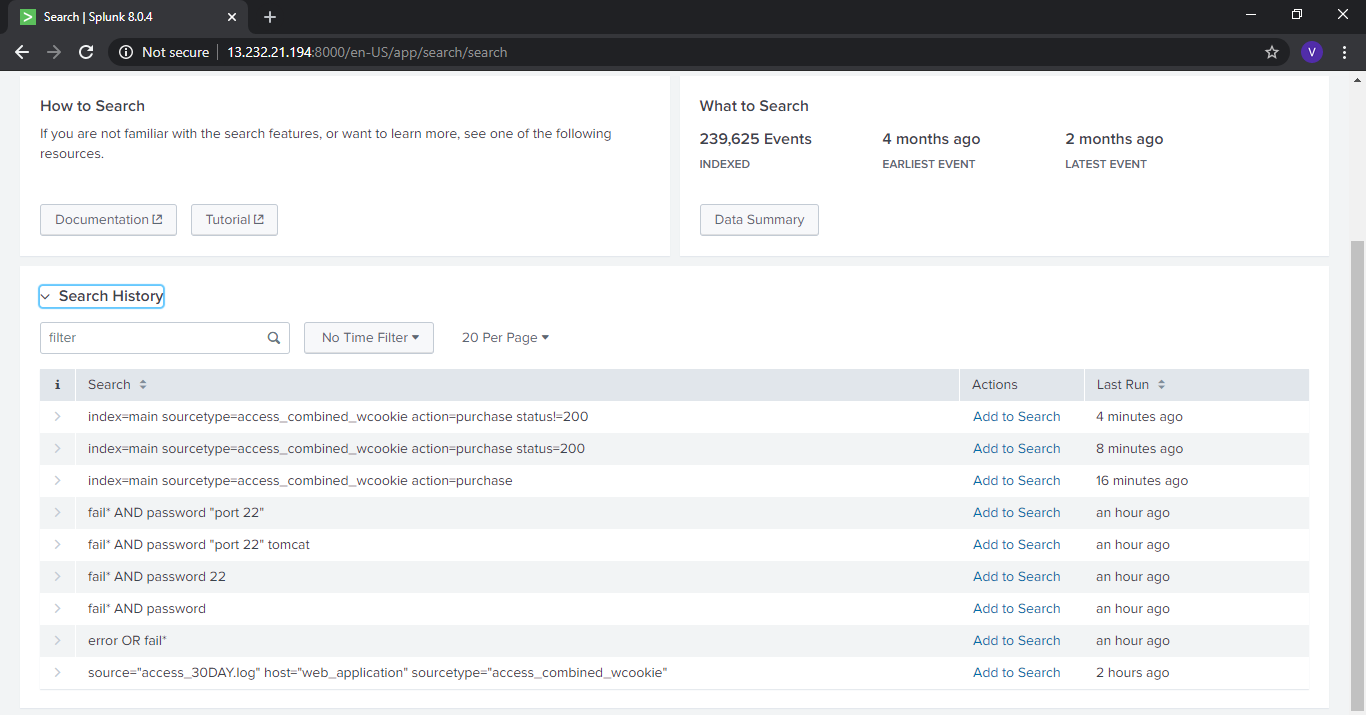 Search | Splunk 8.0.4
Not secure | 13.232.21.194:8000/en-US/app/search/search
V
How to Search
If you are not familiar with the search features, or want to learn more, see one of the following
resources.
Documentation
Tutorial
What to Search
239,625 Events
INDEXED
4 months ago
EARLIEST EVENT
2 months ago
LATEST EVENT
Data Summary
Search History
filter
No Time Filter
20 Per Page
i Search Actions Last Run
index=main sourcetype=access_combined_wcookie action=purchase status!=200 Add to Search 4 minutes ago
index=main sourcetype=access_combined_wcookie action=purchase status=200 Add to Search 8 minutes ago
index=main sourcetype=access_combined_wcookie action=purchase Add to Search 16 minutes ago
fail* AND password "port 22" Add to Search an hour ago
fail* AND password "port 22" tomcat Add to Search an hour ago
fail* AND password 22 Add to Search an hour ago
fail* AND password Add to Search an hour ago
error OR fail* Add to Search an hour ago
source="access_30DAY.log" host="web_application" sourcetype="access_combined_wcookie" Add to Search 2 hours ago